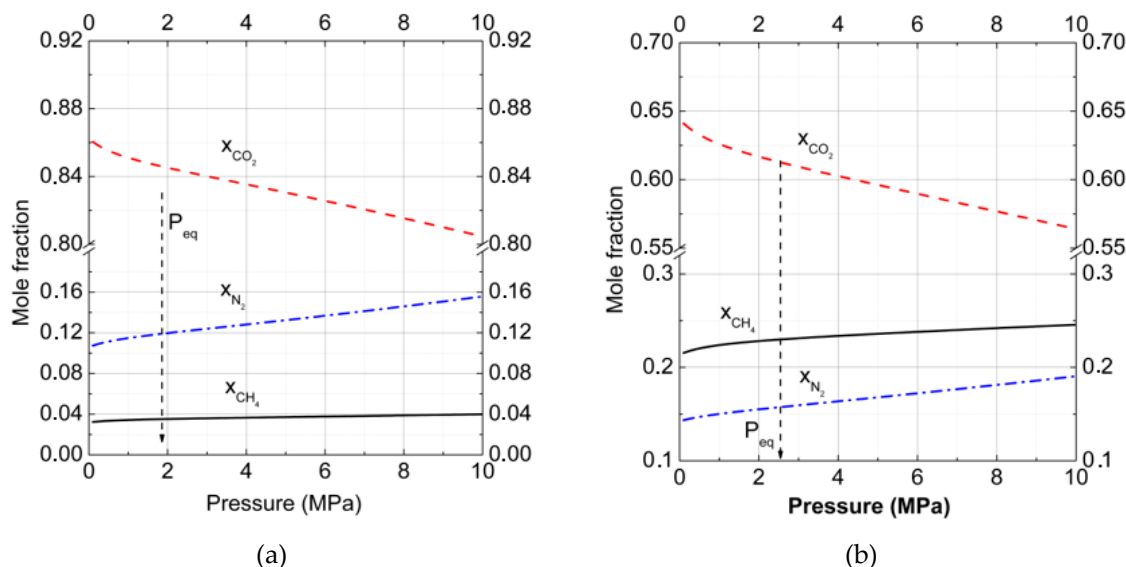 0 2 4 6 8 10
0.92 0.92
0.88 0.88
x_CO2
0.84 0.84
P_eq
0.80 0.80
Mole fraction
x_N2
0.16 0.16
0.12 0.12
0.08 0.08
x_CH4
0.04 0.04
0.00 0.00
0 2 4 6 8 10
Pressure (MPa)
(a)
0 2 4 6 8 10
0.70 0.70
0.65 0.65
x_CO2
0.60 0.60
0.55 0.55
Mole fraction
0.3 0.3
x_CH4
0.2 0.2
x_N2
P_eq
0.1 0.1
0 2 4 6 8 10
Pressure (MPa)
(b)